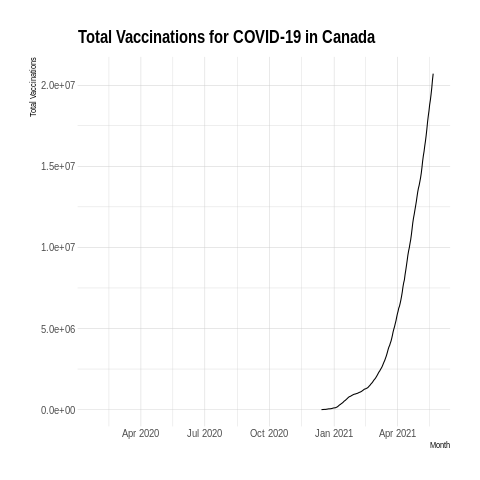 Total Vaccinations for COVID-19 in Canada
Total Vaccinations
2.0e+07
1.5e+07
1.0e+07
5.0e+06
0.0e+00
Apr 2020 Jul 2020 Oct 2020 Jan 2021 Apr 2021
Month